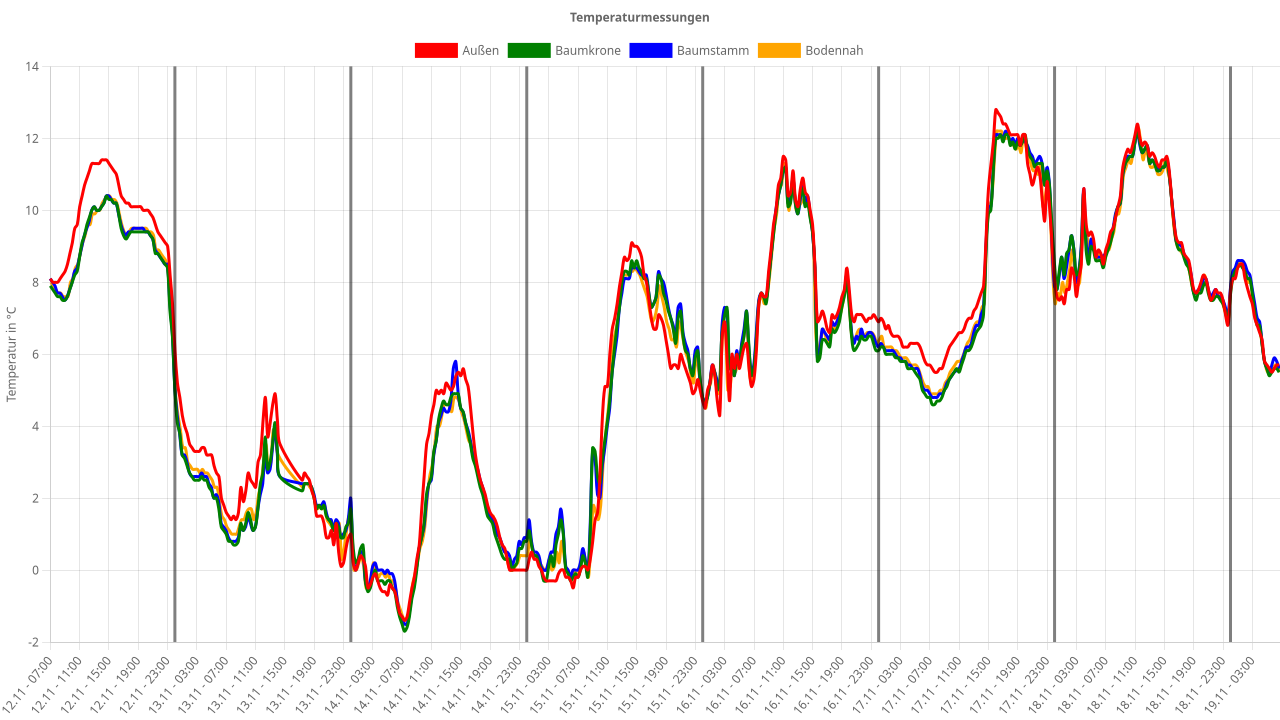 Temperaturmessungen
Außen Baumkrone Baumstamm Bodennah
Temperatur in °C
14
12
10
8
6
4
2
0
-2
12.11 - 07:00
12.11 - 11:00
12.11 - 15:00
12.11 - 19:00
12.11 - 23:00
13.11 - 03:00
13.11 - 07:00
13.11 - 11:00
13.11 - 15:00
13.11 - 19:00
13.11 - 23:00
14.11 - 03:00
14.11 - 07:00
14.11 - 11:00
14.11 - 15:00
14.11 - 19:00
14.11 - 23:00
15.11 - 03:00
15.11 - 07:00
15.11 - 11:00
15.11 - 15:00
15.11 - 19:00
15.11 - 23:00
16.11 - 03:00
16.11 - 07:00
16.11 - 11:00
16.11 - 15:00
16.11 - 19:00
16.11 - 23:00
17.11 - 03:00
17.11 - 07:00
17.11 - 11:00
17.11 - 15:00
17.11 - 19:00
17.11 - 23:00
18.11 - 03:00
18.11 - 07:00
18.11 - 11:00
18.11 - 15:00
18.11 - 19:00
18.11 - 23:00
19.11 - 03:00